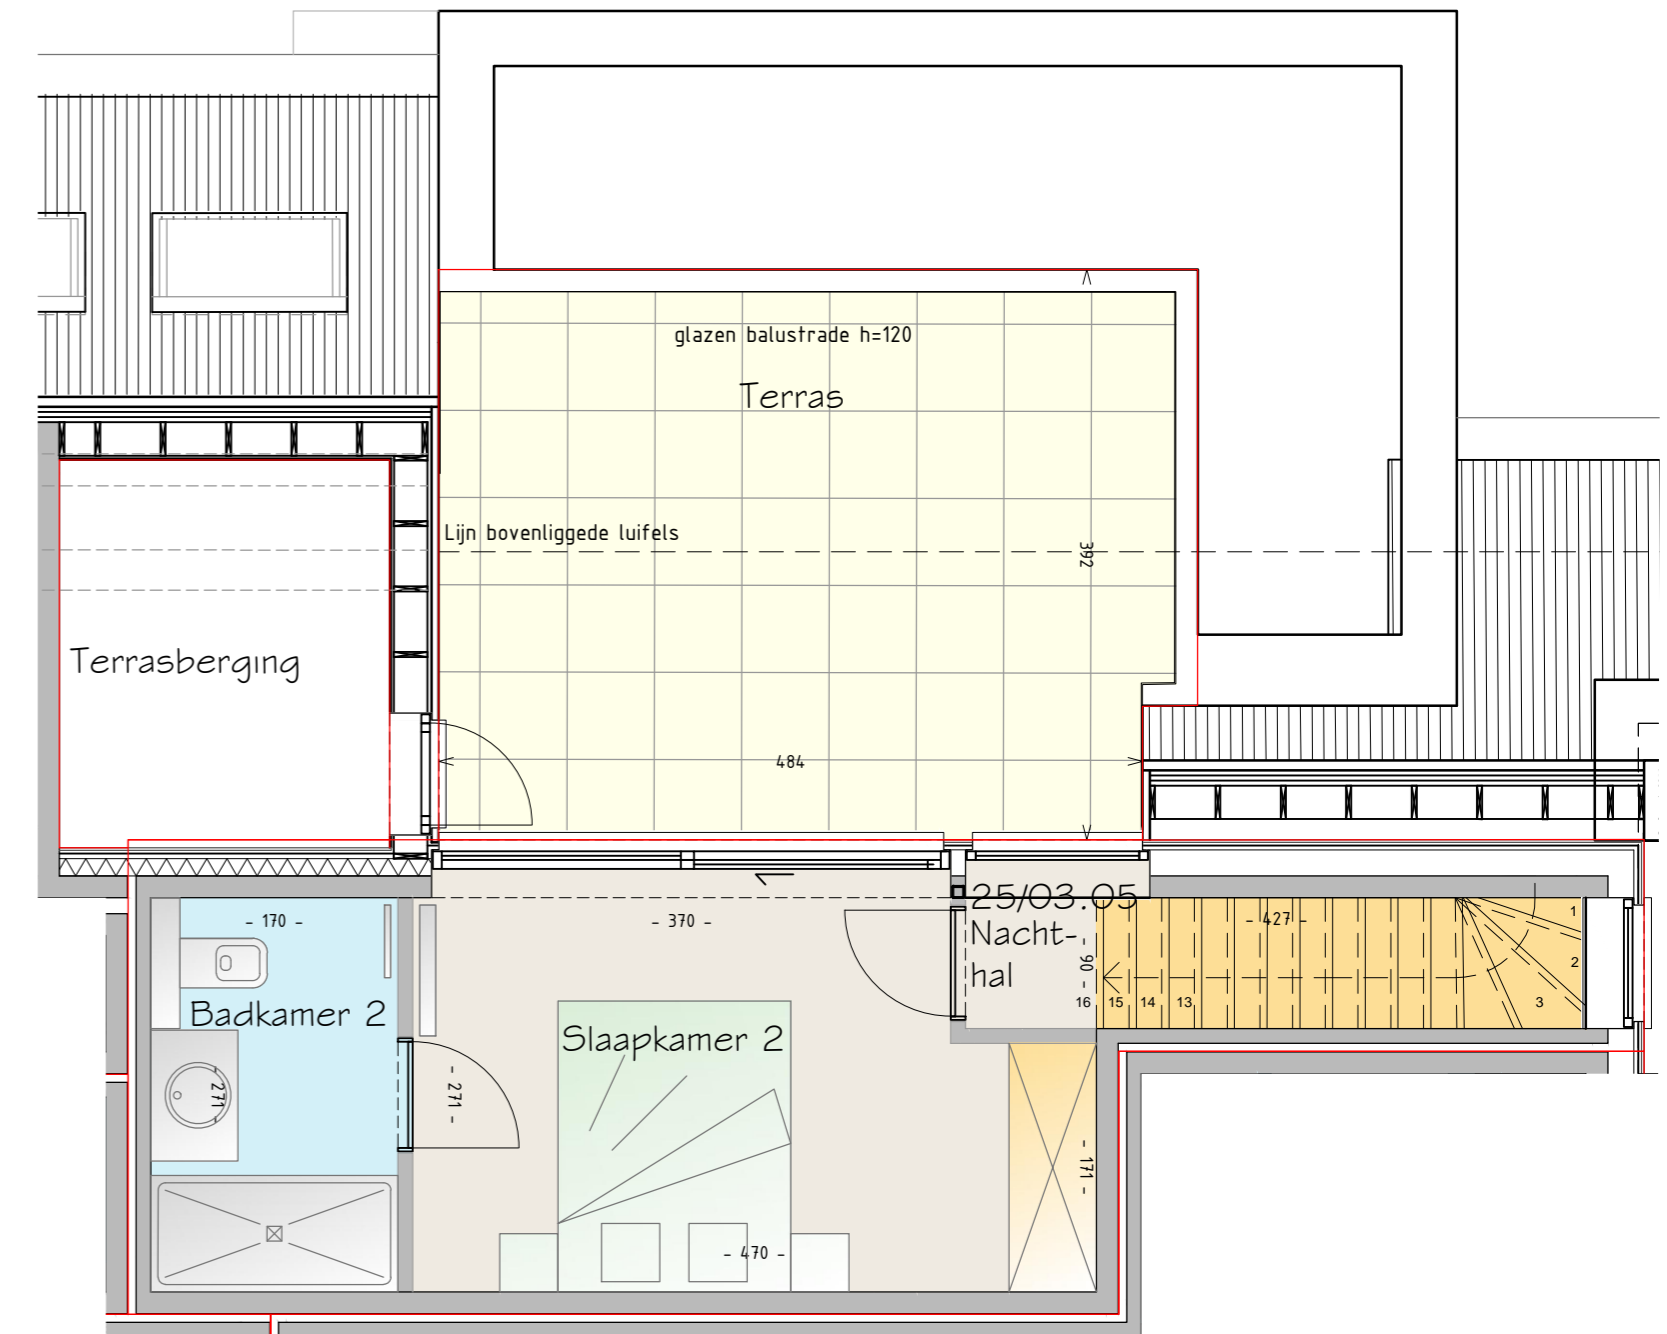 glazen balustrade h=120
Terras
Lijn bovenliggede luifels
392
Terrasberging
484
25/03.05
Nacht-
hal
- 170 -
- 370 -
- 427 -
- 90 -
1
2
3
16
15
14
13
Badkamer 2
Slaapkamer 2
- 271 -
- 271 -
- 171 -
- 470 -